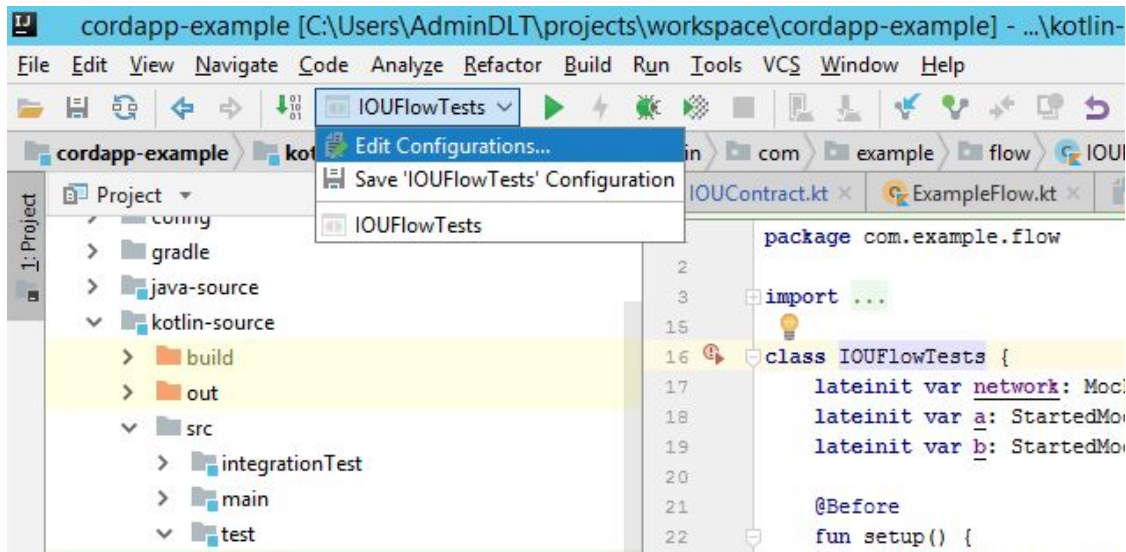 cordapp-example [C:\Users\AdminDLT\projects\workspace\cordapp-example] - ...\kotlin-
File Edit View Navigate Code Analyze Refactor Build Run Tools VCS Window Help
IOUFlowTests
cordapp-example kot in com example flow IOU
Edit Configurations...
Save 'IOUFlowTests' Configuration
IOUFlowTests
1: Project
Project
IOUContract.kt ExampleFlow.kt
config
gradle
java-source
kotlin-source
build
out
src
integrationTest
main
test
package com.example.flow
2
3 import ...
15
16 class IOUFlowTests {
17 lateinit var network: Moc
18 lateinit var a: StartedMo
19 lateinit var b: StartedMo
20
21 @Before
22 fun setup() {